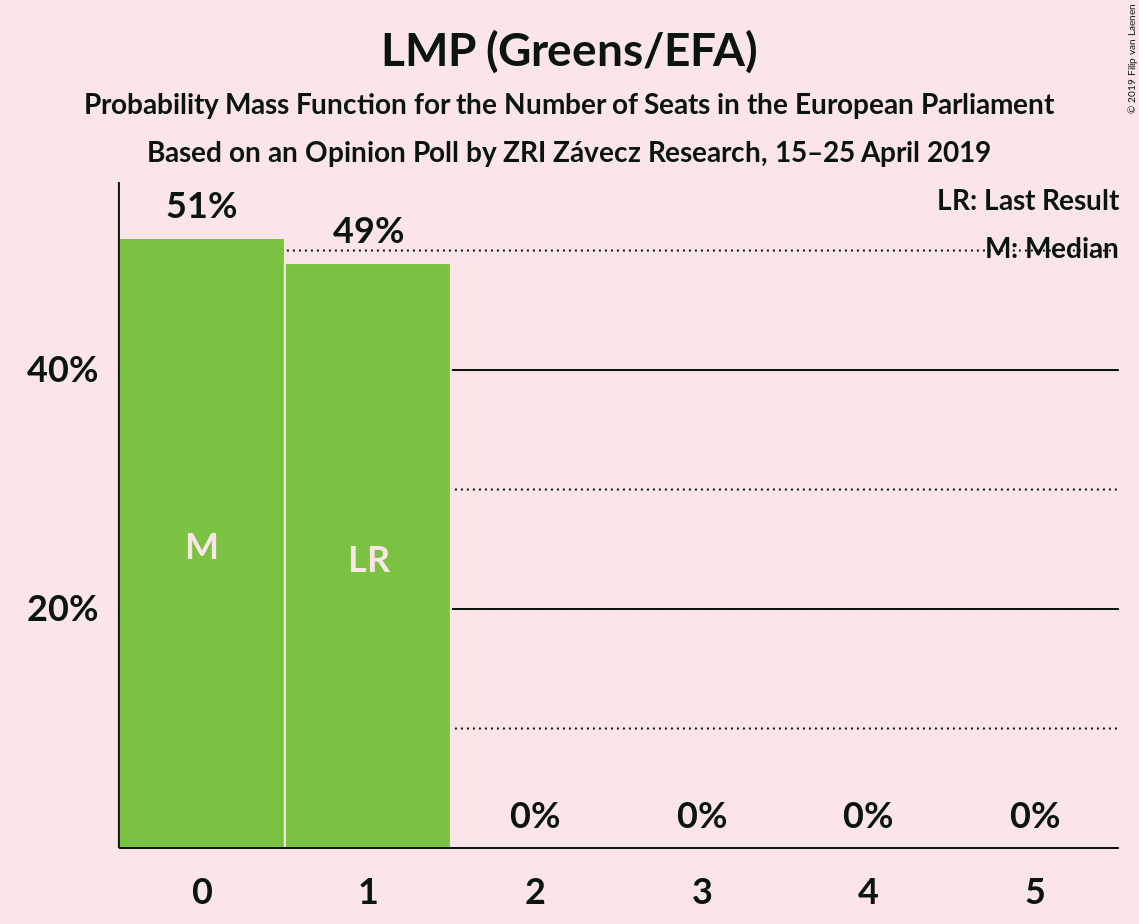 LMP (Greens/EFA)
Probability Mass Function for the Number of Seats in the European Parliament
Based on an Opinion Poll by ZRI Závecz Research, 15–25 April 2019
© 2019 Filip van Laenen
LR: Last Result
M: Median
51%
49%
40%
20%
M
LR
0%
0%
0%
0%
0
1
2
3
4
5